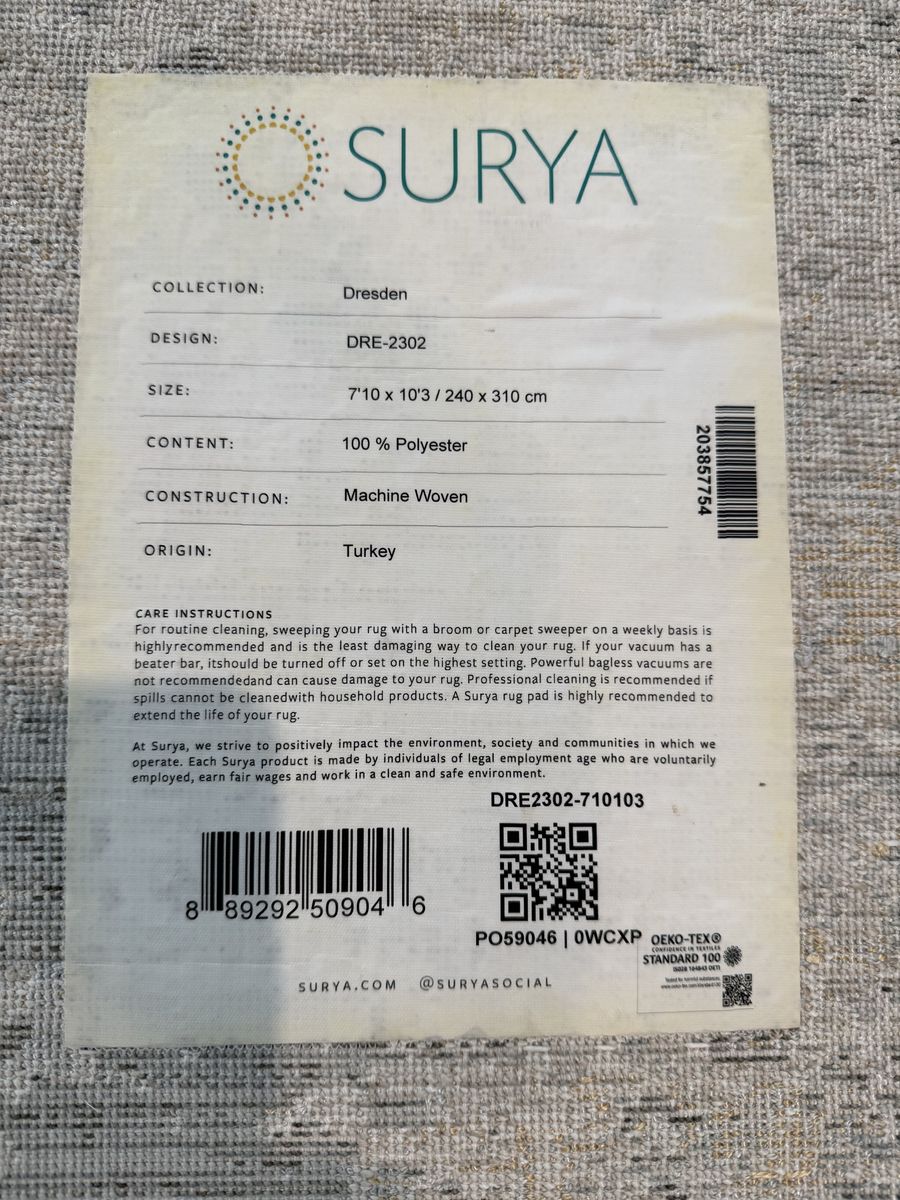 SURYA
COLLECTION: Dresden
DESIGN: DRE-2302
SIZE: 7'10 x 10'3 / 240 x 310 cm
CONTENT: 100 % Polyester
CONSTRUCTION: Machine Woven
ORIGIN: Turkey
203857754
CARE INSTRUCTIONS
For routine cleaning, sweeping your rug with a broom or carpet sweeper on a weekly basis is
highlyrecommended and is the least damaging way to clean your rug. If your vacuum has a
beater bar, itshould be turned off or set on the highest setting. Powerful bagless vacuums are
not recommendedand can cause damage to your rug. Professional cleaning is recommended if
spills cannot be cleanedwith household products. A Surya rug pad is highly recommended to
extend the life of your rug.
At Surya, we strive to positively impact the environment, society and communities in which we
operate. Each Surya product is made by individuals of legal employment age who are voluntarily
employed, earn fair wages and work in a clean and safe environment.
DRE2302-710103
8 89292 50904 6
PO59046 | 0WCXP
OEKO-TEX®
CONFIDENCE IN TEXTILES
STANDARD 100
Tested for harmful substances.
SURYA.COM @SURYASOCIAL